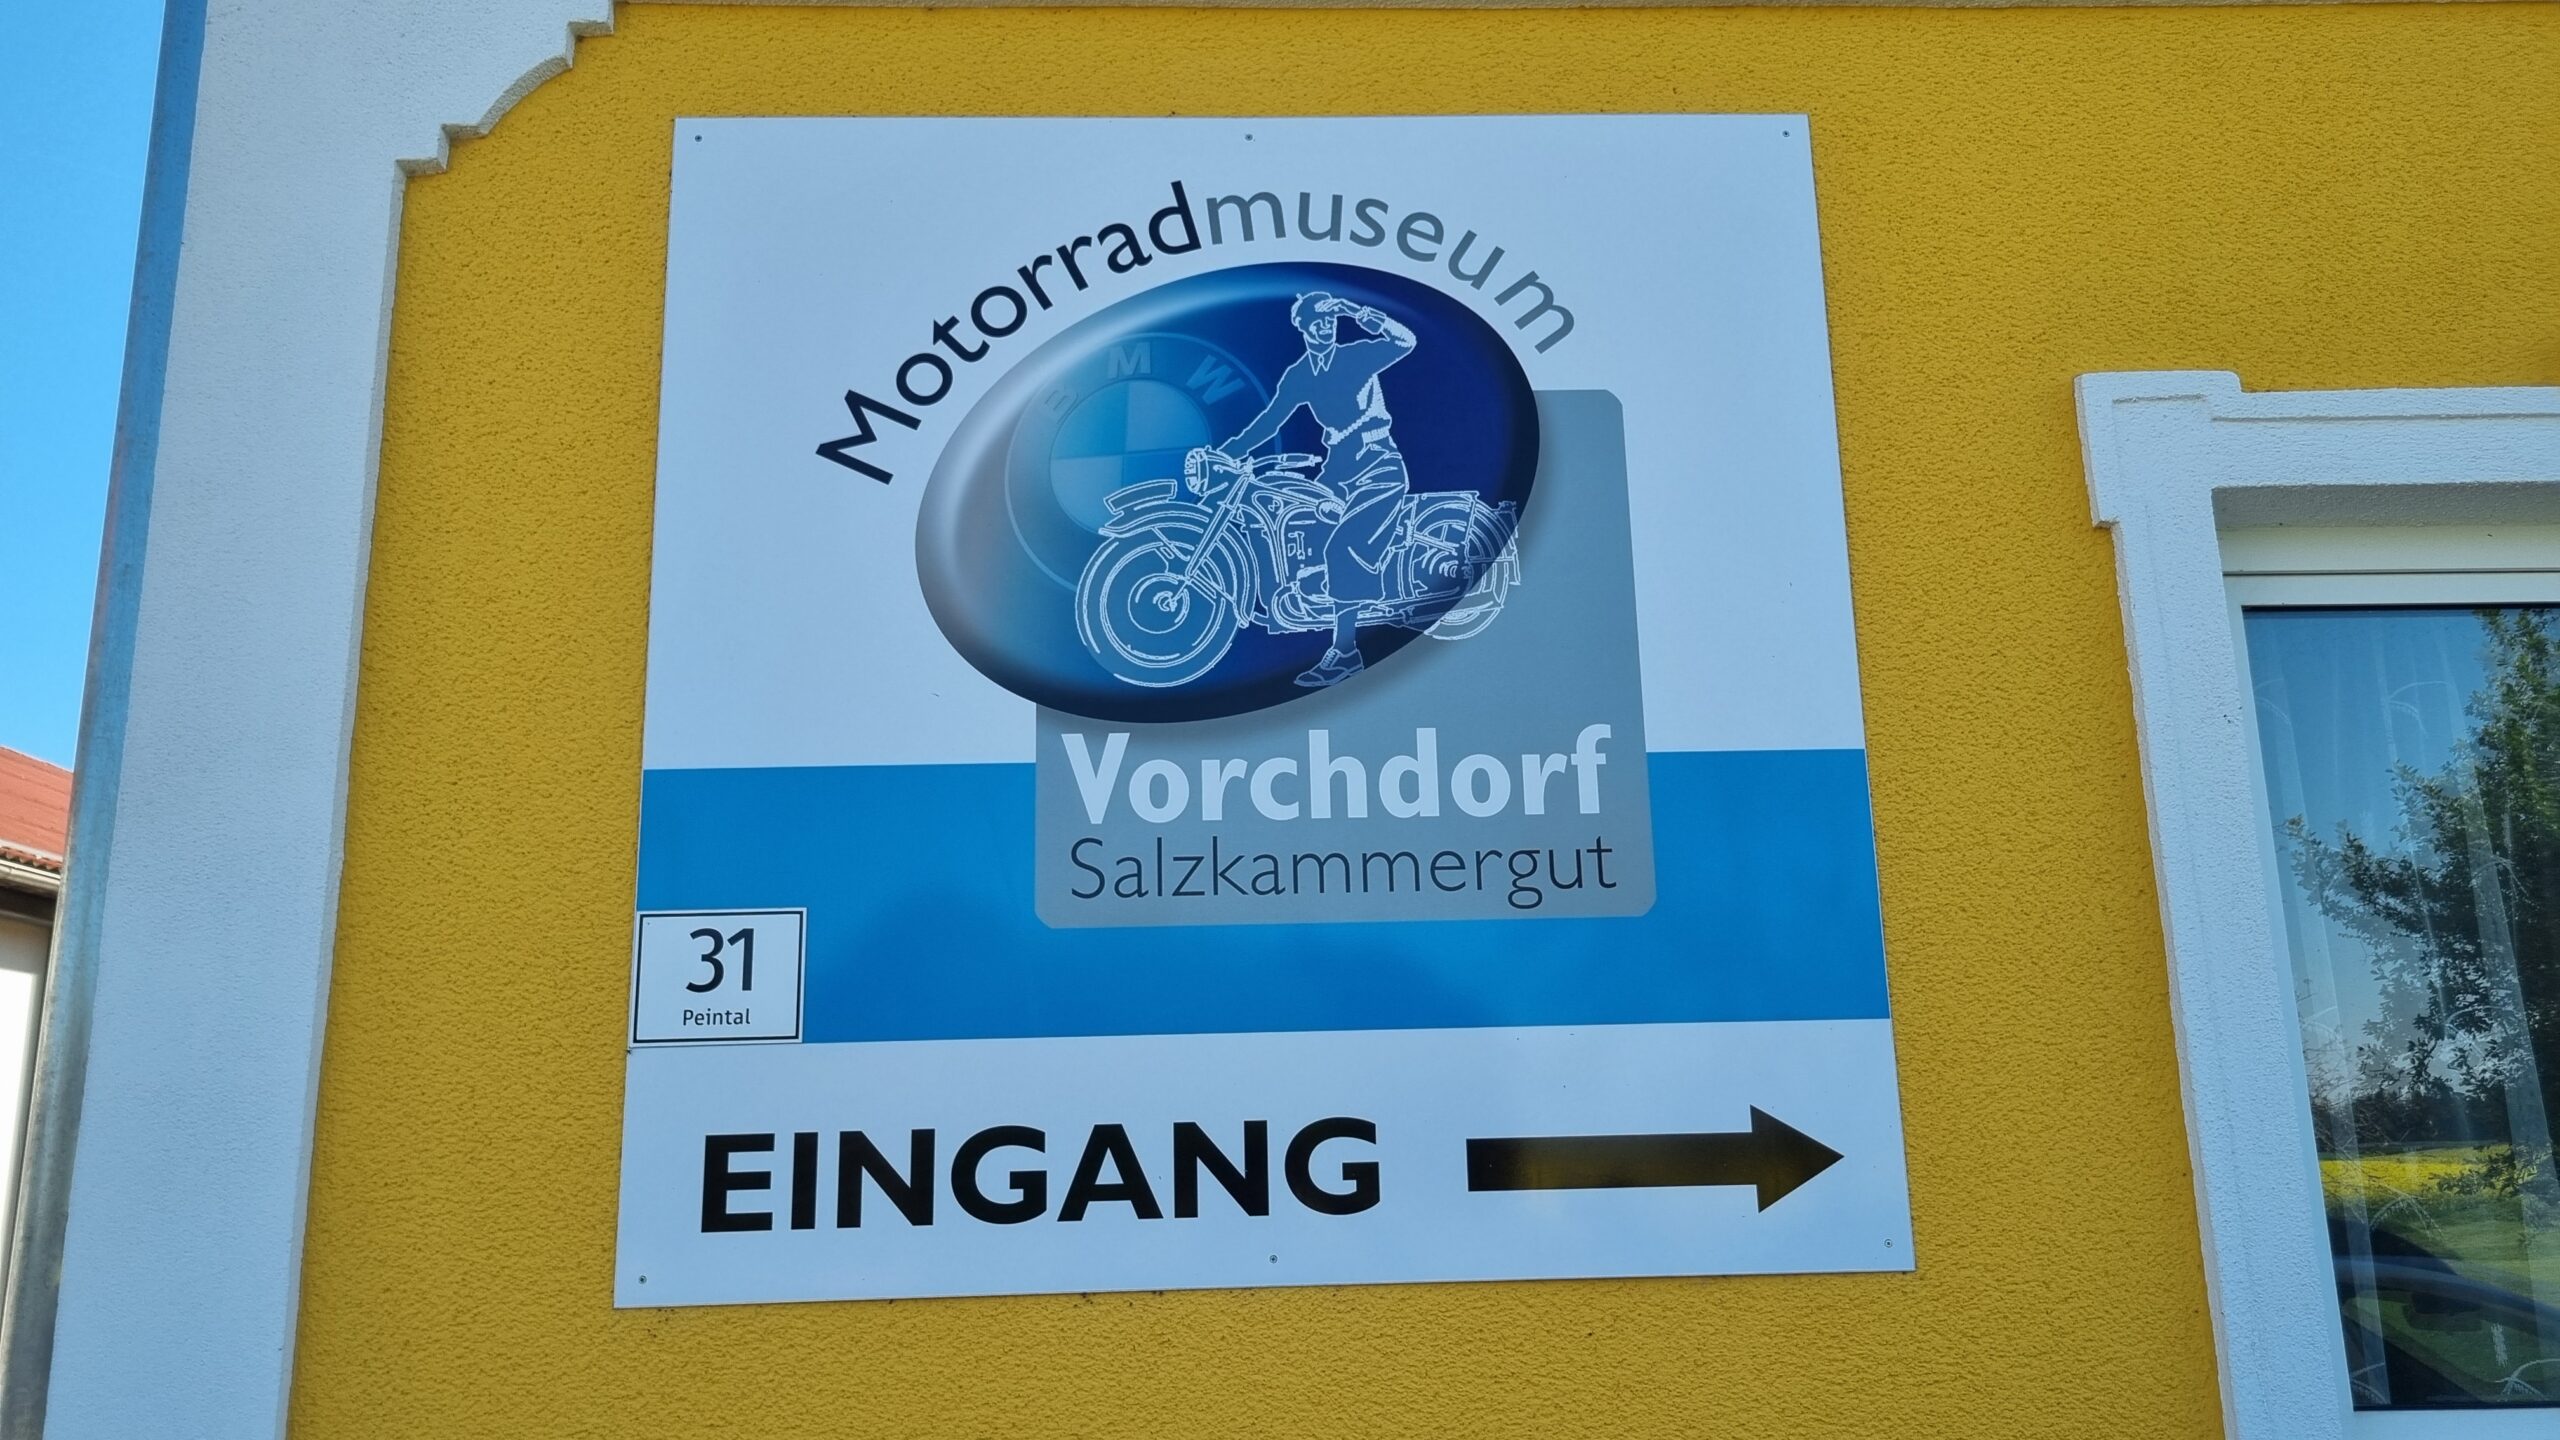 Motorradmuseum
BMW
Vorchdorf
Salzkammergut
31
Peintal
EINGANG